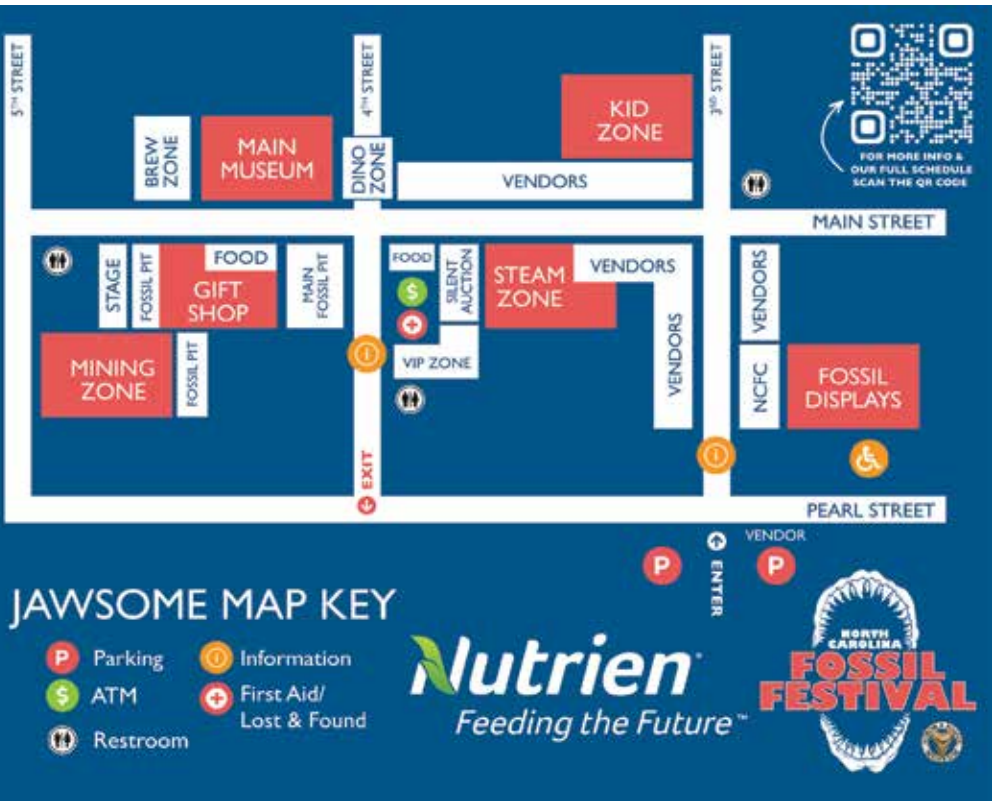 5TH STREET
4TH STREET
3RD STREET
BREW
ZONE
MAIN
MUSEUM
DINO
ZONE
KID
ZONE
VENDORS
FOR MORE INFO &
OUR FULL SCHEDULE
SCAN THE QR CODE
MAIN STREET
STAGE
FOSSIL PIT
FOOD
GIFT
SHOP
MAIN
FOSSIL PIT
FOOD
$
SILENT
AUCTION
STEAM
ZONE
VENDORS
VENDORS
VENDORS
MINING
ZONE
FOSSIL PIT
i
VIP ZONE
NCFC
FOSSIL
DISPLAYS
i
EXIT
PEARL STREET
P
ENTER
VENDOR
P
JAWSOME MAP KEY
P Parking
$ ATM
Restroom
i Information
First Aid/
Lost & Found
Nutrien
Feeding the Future™
NORTH
CAROLINA
FOSSIL
FESTIVAL